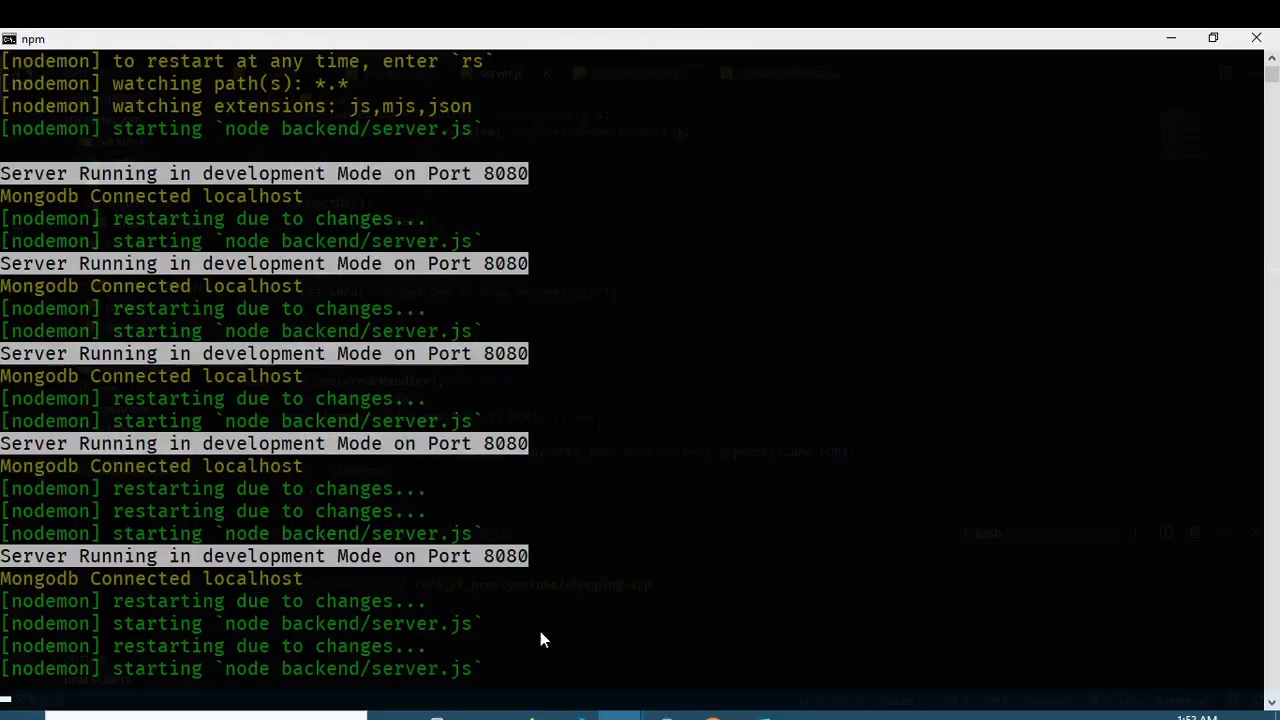 npm
[nodemon] to restart at any time, enter `rs`
[nodemon] watching path(s): *.*
[nodemon] watching extensions: js,mjs,json
[nodemon] starting `node backend/server.js`
Server Running in development Mode on Port 8080
Mongodb Connected localhost
[nodemon] restarting due to changes...
[nodemon] starting `node backend/server.js`
Server Running in development Mode on Port 8080
Mongodb Connected localhost
[nodemon] restarting due to changes...
[nodemon] starting `node backend/server.js`
Server Running in development Mode on Port 8080
Mongodb Connected localhost
[nodemon] restarting due to changes...
[nodemon] starting `node backend/server.js`
Server Running in development Mode on Port 8080
Mongodb Connected localhost
[nodemon] restarting due to changes...
[nodemon] restarting due to changes...
[nodemon] starting `node backend/server.js`
Server Running in development Mode on Port 8080
Mongodb Connected localhost
[nodemon] restarting due to changes...
[nodemon] starting `node backend/server.js`
[nodemon] restarting due to changes...
[nodemon] starting `node backend/server.js`